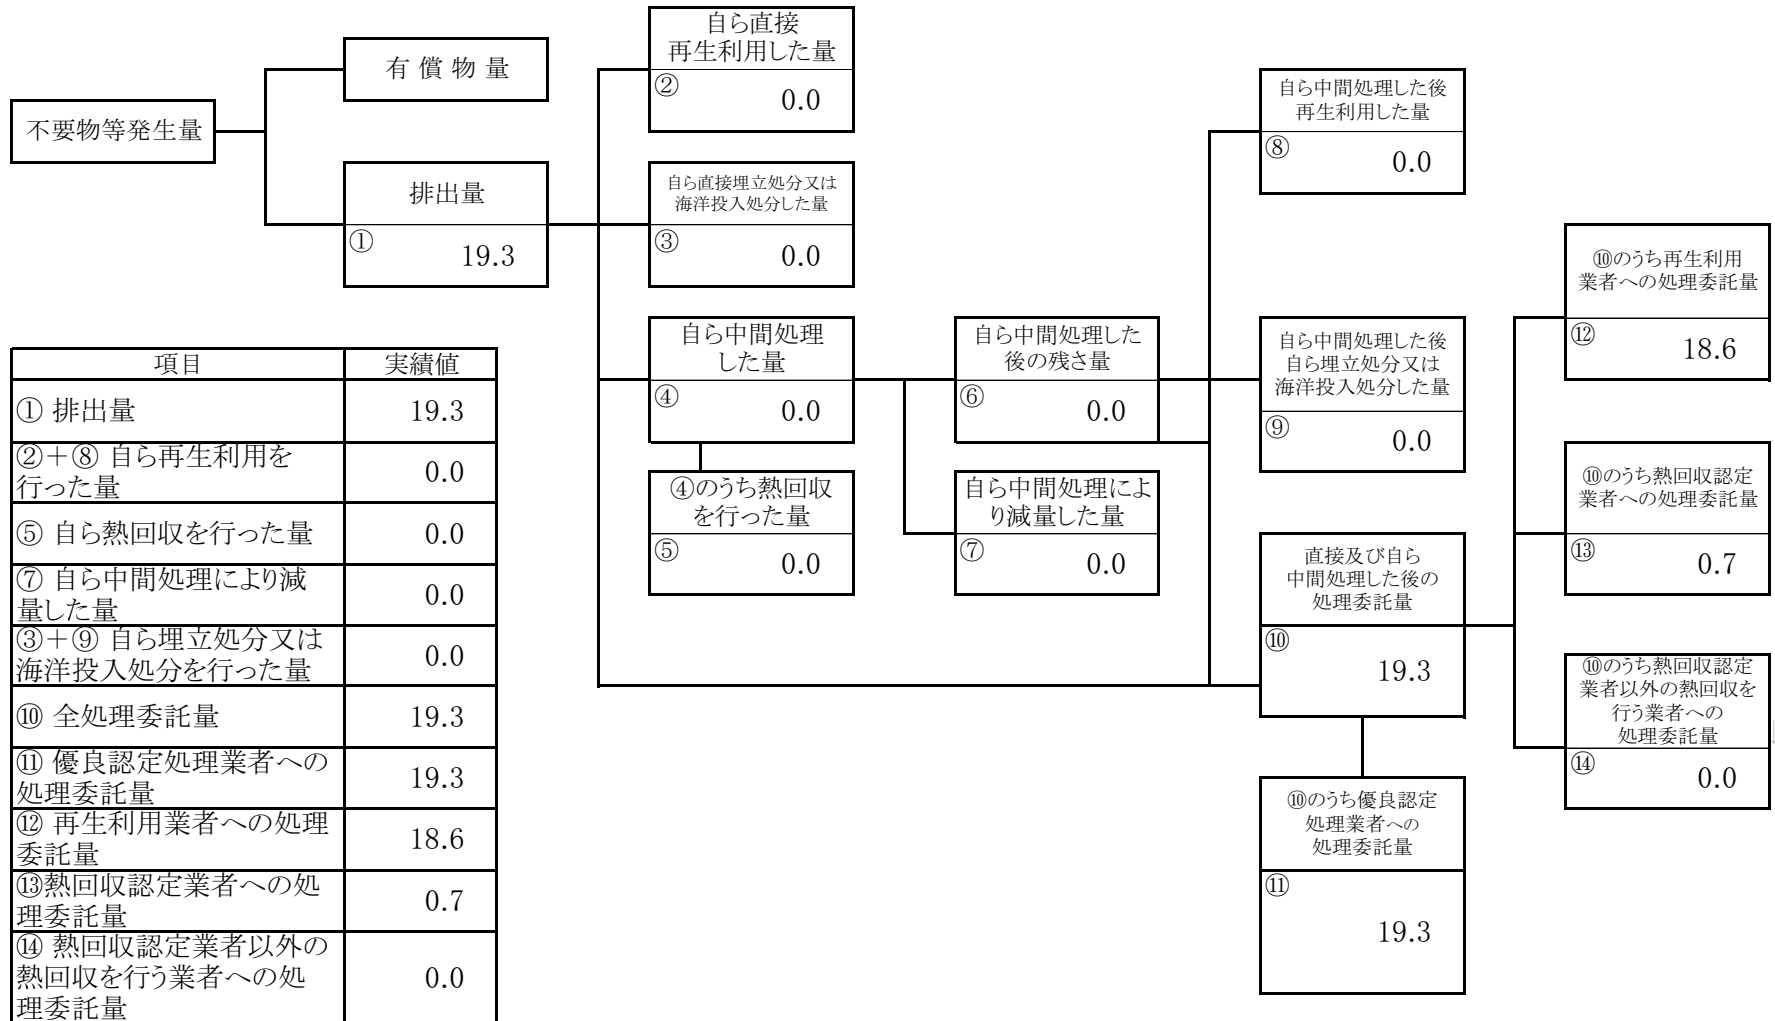 不要物等発生量
有 償 物 量
排出量
①
19.3
自ら直接
再生利用した量
②
0.0
自ら直接埋立処分又は
海洋投入処分した量
③
0.0
自ら中間処理
した量
④
0.0
④のうち熱回収
を行った量
⑤
0.0
自ら中間処理した
後の残さ量
⑥
0.0
自ら中間処理によ
り減量した量
⑦
0.0
自ら中間処理した後
再生利用した量
⑧
0.0
自ら中間処理した後
自ら埋立処分又は
海洋投入処分した量
⑨
0.0
直接及び自ら
中間処理した後の
処理委託量
⑩
19.3
⑩のうち優良認定
処理業者への
処理委託量
⑪
19.3
⑩のうち再生利用
業者への処理委託量
⑫
18.6
⑩のうち熱回収認定
業者への処理委託量
⑬
0.7
⑩のうち熱回収認定
業者以外の熱回収を
行う業者への
処理委託量
⑭
0.0
項目 実績値
① 排出量 19.3
②＋⑧ 自ら再生利用を
行った量 0.0
⑤ 自ら熱回収を行った量 0.0
⑦ 自ら中間処理により減
量した量 0.0
③＋⑨ 自ら埋立処分又は
海洋投入処分を行った量 0.0
⑩ 全処理委託量 19.3
⑪ 優良認定処理業者への
処理委託量 19.3
⑫ 再生利用業者への処理
委託量 18.6
⑬熱回収認定業者への処
理委託量 0.7
⑭ 熱回収認定業者以外の
熱回収を行う業者への処
理委託量 0.0